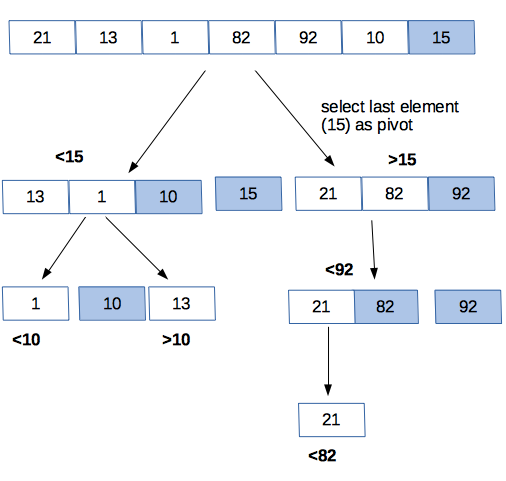 21 13 1 82 92 10 15
select last element
(15) as pivot
<15
>15
13 1 10 15 21 82 92
<92
1 10 13 21 82 92
<10 >10
21
<82